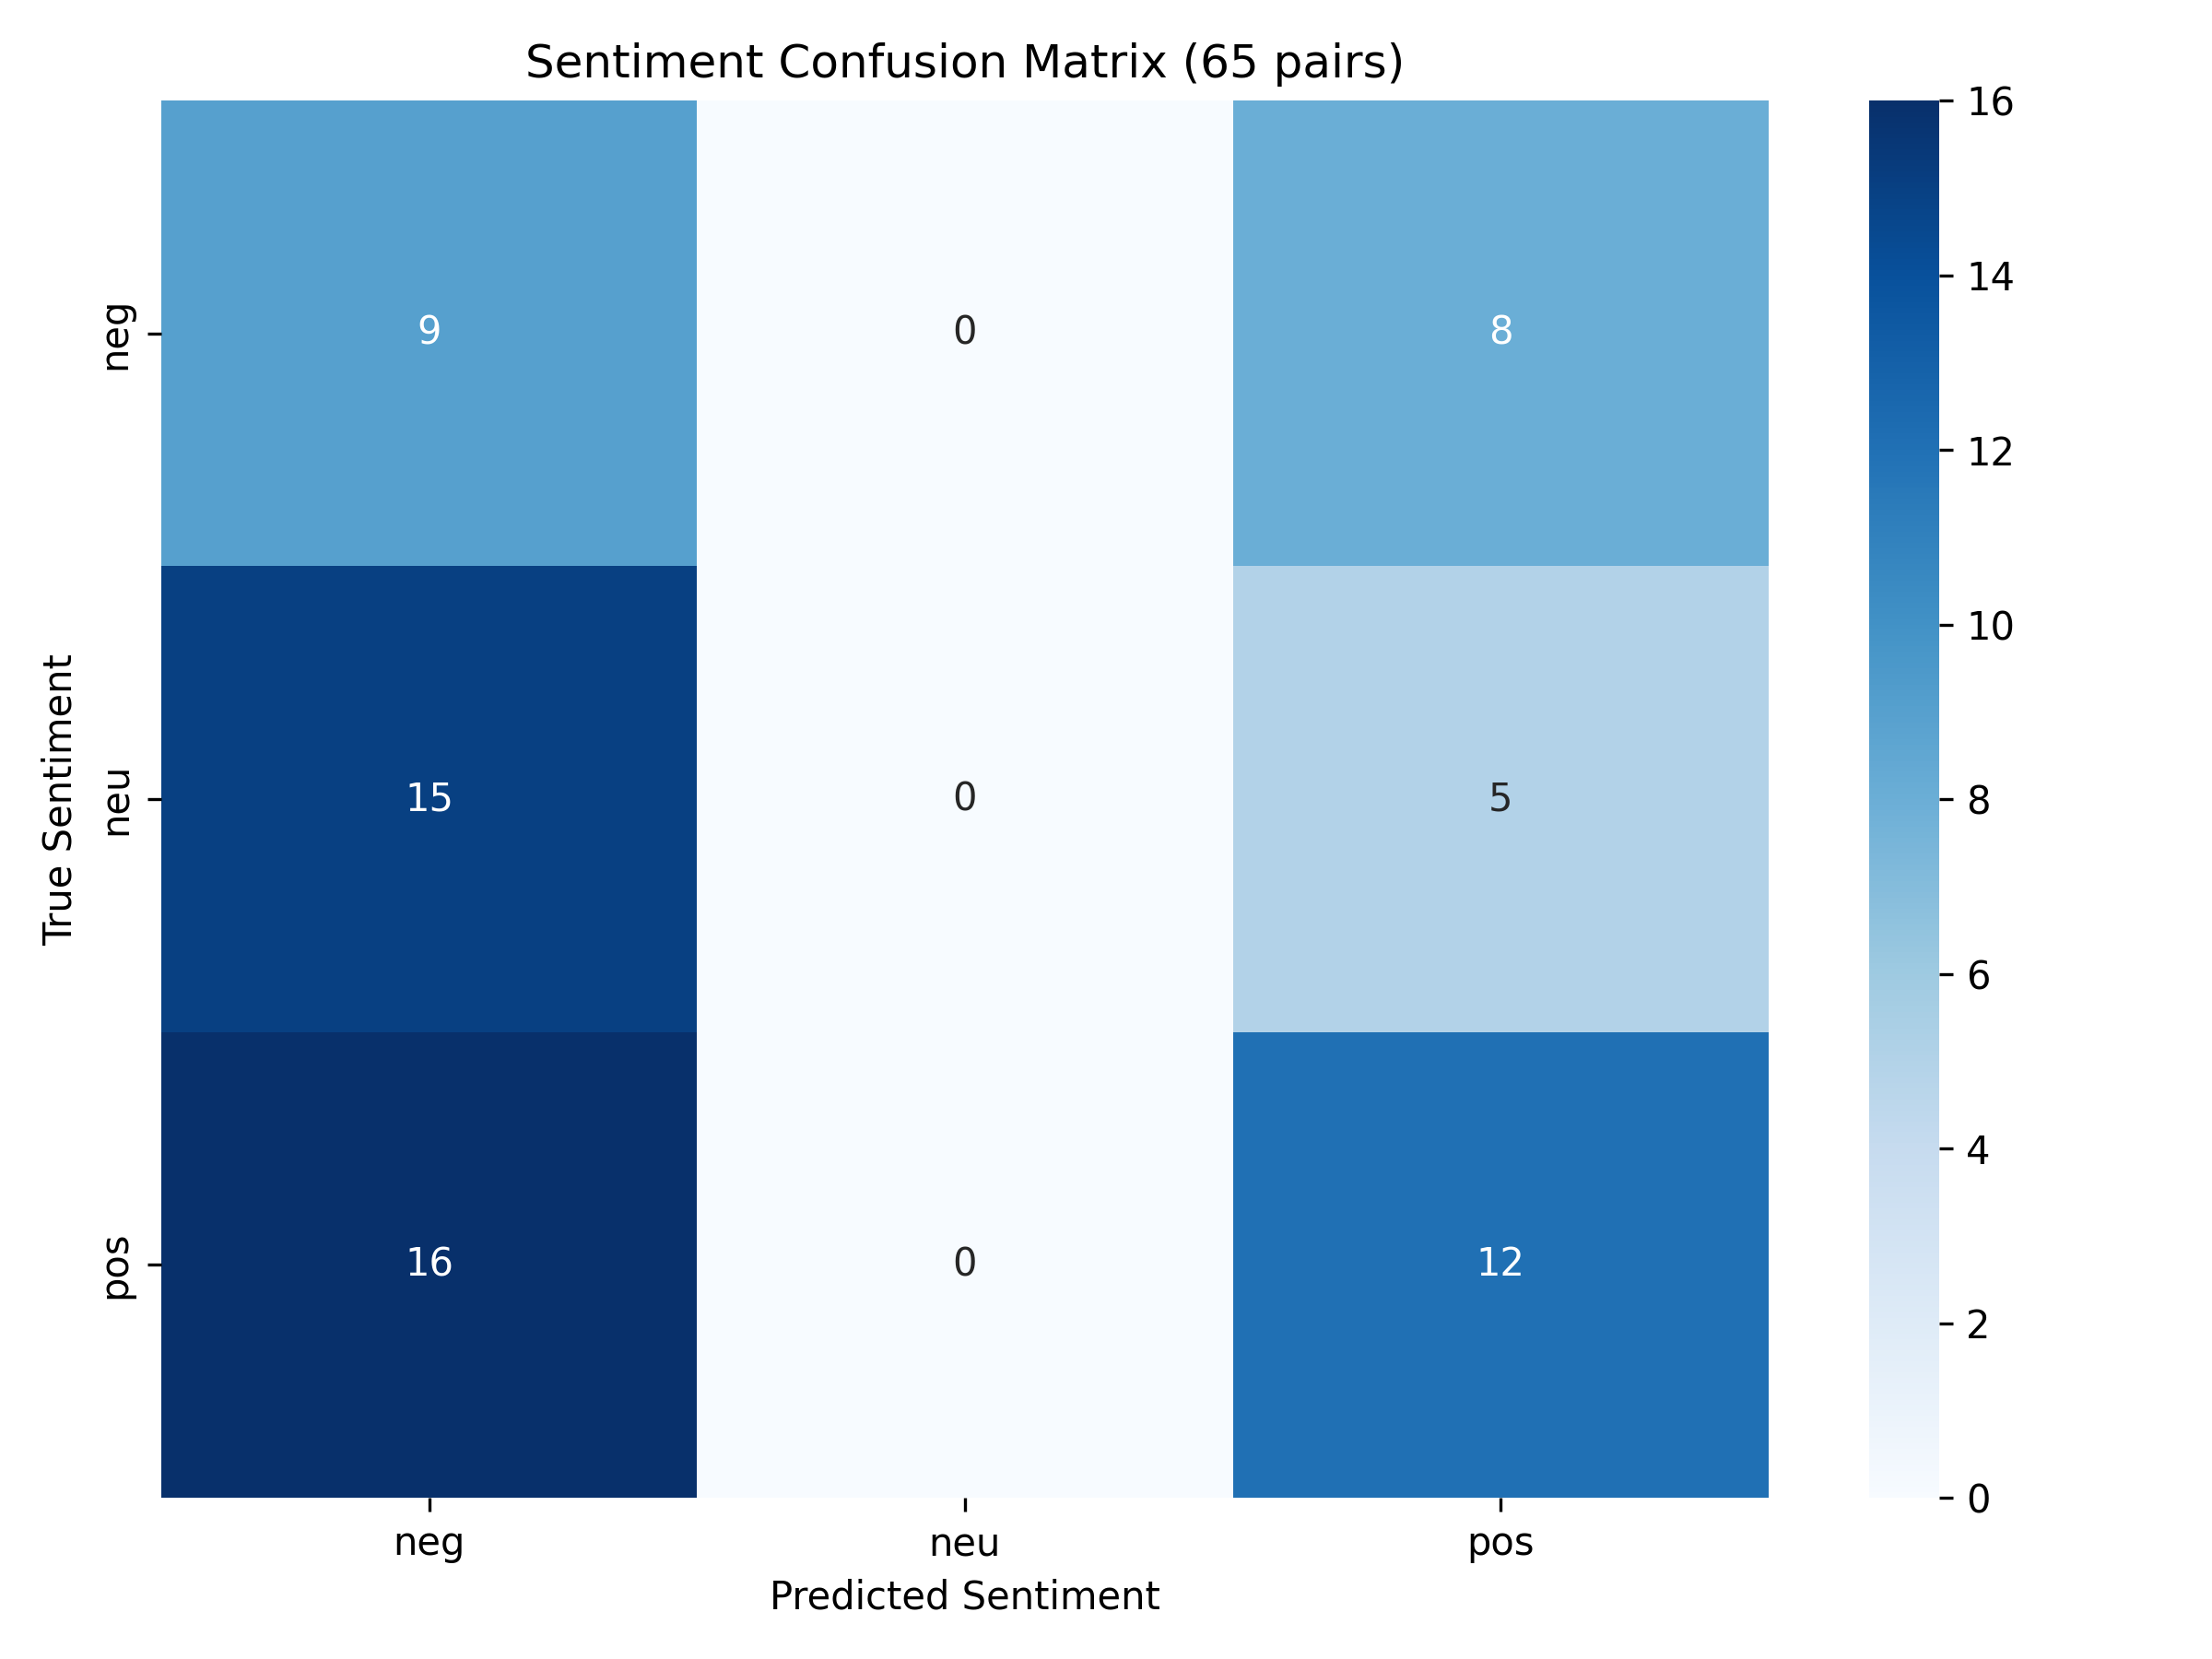 Sentiment Confusion Matrix (65 pairs)
True Sentiment
neg
9
0
8
neu
15
0
5
pos
16
0
12
neg
neu
pos
Predicted Sentiment
16
14
12
10
8
6
4
2
0